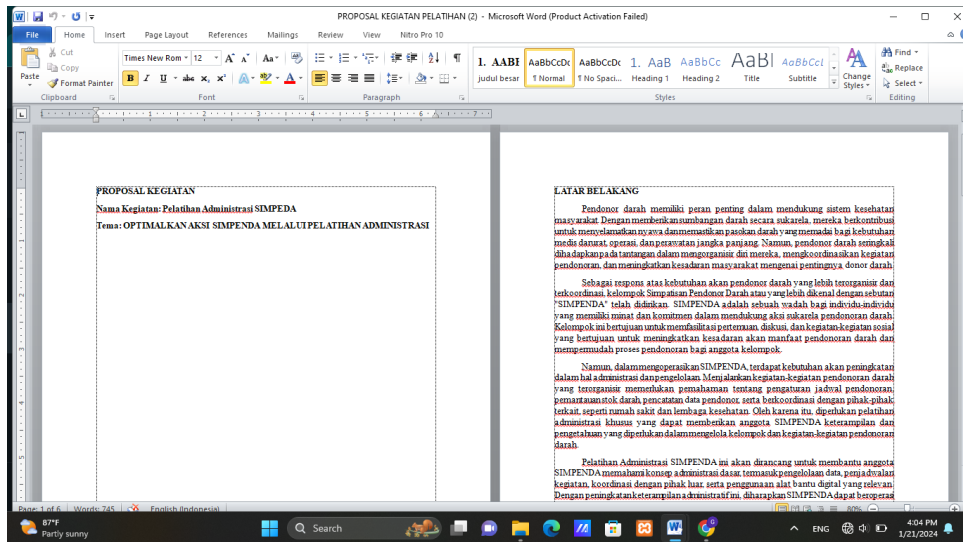 PROPOSAL KEGIATAN PELATIHAN (2) - Microsoft Word (Product Activation Failed)
File Home Insert Page Layout References Mailings Review View Nitro Pro 10
Paste
Cut
Copy
Format Painter
Clipboard
Times New Rom 12
Font
Paragraph
1. AABI AaBbCcDc AaBbCcDc 1. AaB AaBbCc AaBl AaBbCcL
judul besar ¶ Normal ¶ No Spaci... Heading 1 Heading 2 Title Subtitle
Styles
Change Styles
Find
Replace
Select
Editing
PROPOSAL KEGIATAN
Nama Kegiatan: Pelatihan Administrasi SIMPEDA
Tema: OPTIMALKAN AKSI SIMPENDA MELALUI PELATIHAN ADMINISTRASI
LATAR BELAKANG
Pendonor darah memiliki peran penting dalam mendukung sistem kesehatan
masyarakat. Dengan memberikan sumbangan darah secara sukarela, mereka berkontribusi
untuk menyelamatkan nyawa dan memastikan pasokan darah yang memadai bagi kebutuhan
medis darurat, operasi, dan perawatan jangka panjang. Namun, pendonor darah seringkali
dihadapkan pada tantangan dalam mengorganisir diri mereka, mengkoordinasikan kegiatan
pendonoran, dan meningkatkan kesadaran masyarakat mengenai pentingnya donor darah.
Sebagai respons atas kebutuhan akan pendonor darah yang lebih terorganisir dan
terkoordinasi, kelompok Simpatisan Pendonor Darah atau yang lebih dikenal dengan sebutan
"SIMPENDA" telah didirikan. SIMPENDA adalah sebuah wadah bagi individu-individu
yang memiliki minat dan komitmen dalam mendukung aksi sukarela pendonoran darah.
Kelompok ini bertujuan untuk memfasilitasi pertemuan, diskusi, dan kegiatan-kegiatan sosial
yang bertujuan untuk meningkatkan kesadaran akan manfaat pendonoran darah dan
mempermudah proses pendonoran bagi anggota kelompok.
Namun, dalam mengoperasikan SIMPENDA, terdapat kebutuhan akan peningkatan
dalam hal administrasi dan pengelolaan. Menjalankan kegiatan-kegiatan pendonoran darah
yang terorganisir memerlukan pemahaman tentang pengaturan jadwal pendonoran,
pemantauan stok darah, pencatatan data pendonor, serta berkoordinasi dengan pihak-pihak
terkait, seperti rumah sakit dan lembaga kesehatan. Oleh karena itu, diperlukan pelatihan
administrasi khusus yang dapat memberikan anggota SIMPENDA keterampilan dan
pengetahuan yang diperlukan dalam mengelola kelompok dan kegiatan-kegiatan pendonoran
darah.
Pelatihan Administrasi SIMPENDA ini akan dirancang untuk membantu anggota
SIMPENDA memahami konsep administrasi dasar, termasuk pengelolaan data, penjadwalan
kegiatan, koordinasi dengan pihak luar, serta penggunaan alat bantu digital yang relevan.
Dengan peningkatan keterampilan administratif ini, diharapkan SIMPENDA dapat beroperasi
Page: 1 of 6 Words: 745 English (Indonesia) 80%
87°F
Partly sunny
Search
ENG
4:04 PM
1/21/2024